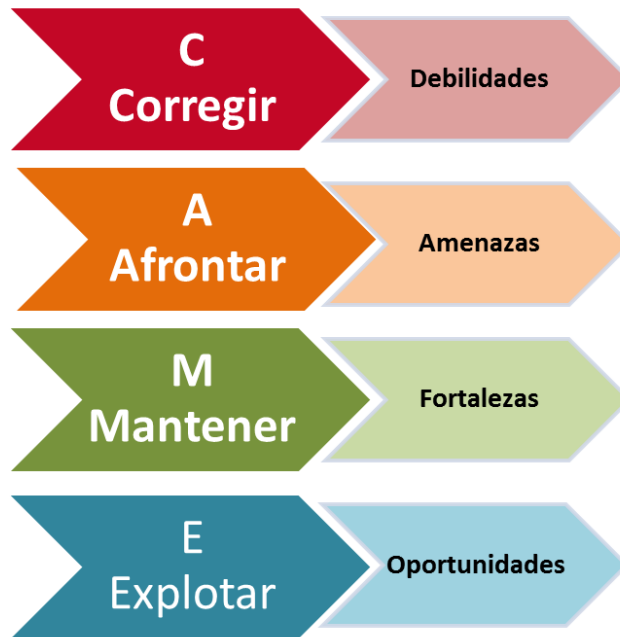 C
Corregir
Debilidades
A
Afrontar
Amenazas
M
Mantener
Fortalezas
E
Explotar
Oportunidades